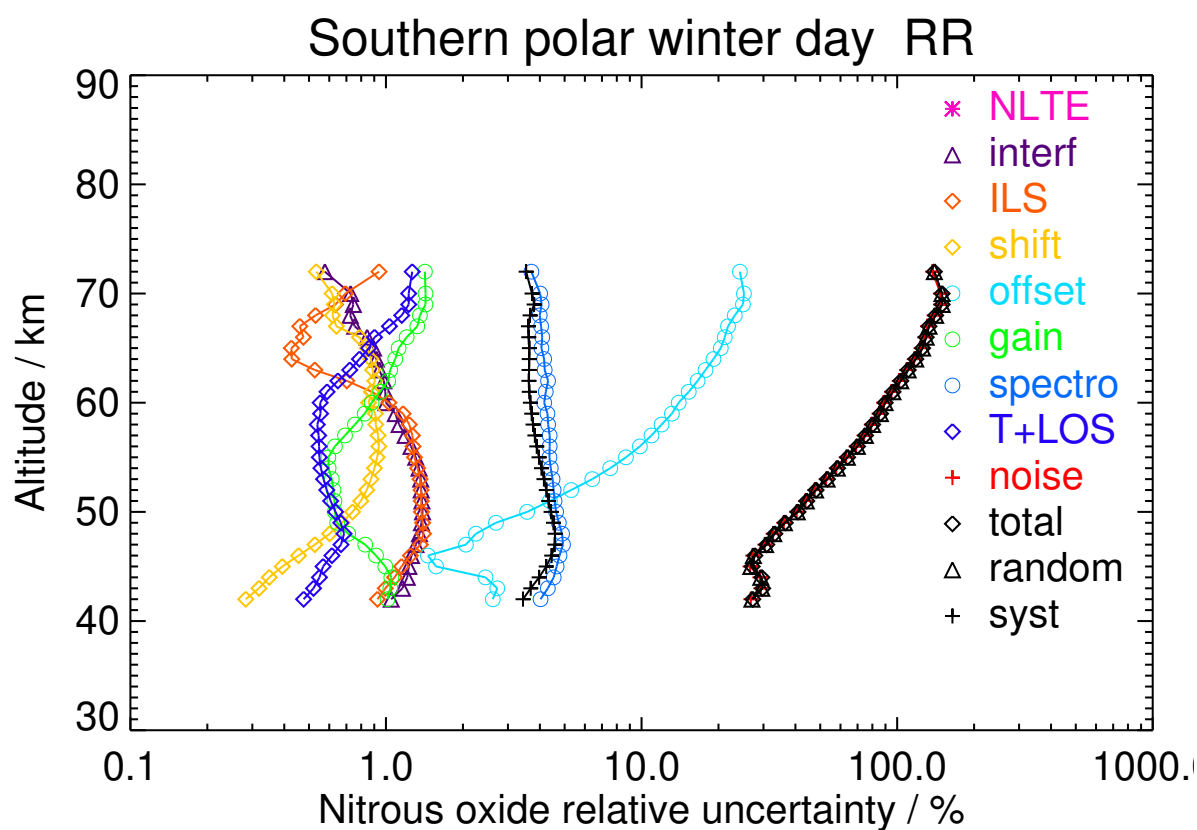 Southern polar winter day RR
90
80
70
60
50
40
30
Altitude / km
NLTE
interf
ILS
shift
offset
gain
spectro
T+LOS
noise
total
random
syst
0.1 1.0 10.0 100.0 1000.0
Nitrous oxide relative uncertainty / %